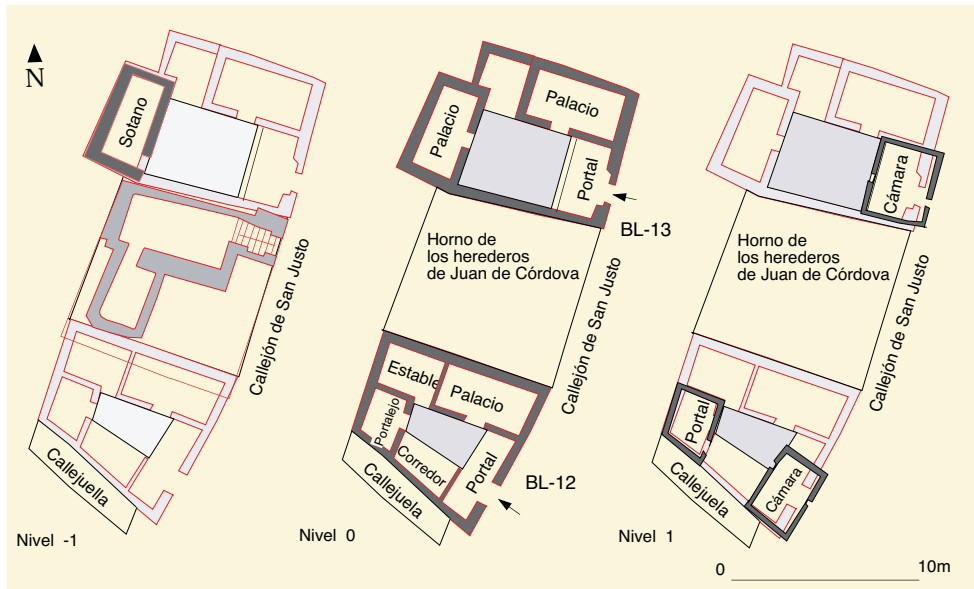 N
Sotano
Callejón de San Justo
Callejuella
Nivel -1
Palacio
Palacio
Portal
BL-13
Horno de
los herederos
de Juan de Córdova
Callejón de San Justo
Estable
Palacio
Portalejo
Corredor
Portal
BL-12
Callejuela
Nivel 0
Cámara
Horno de
los herederos
de Juan de Córdova
Callejón de San Justo
Portal
Cámara
Callejuela
Nivel 1
0 10m